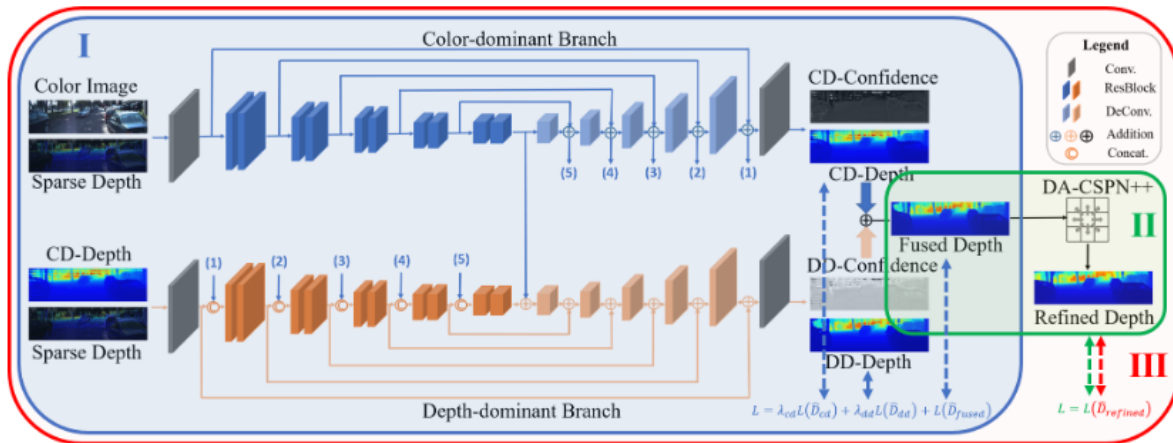 I
Color-dominant Branch
Color Image
Sparse Depth
CD-Confidence
CD-Depth
(5) (4) (3) (2) (1)
Legend
Conv.
ResBlock
DeConv.
Addition
Concat.
DA-CSPN++
II
Fused Depth
Refined Depth
CD-Depth
Sparse Depth
(1) (2) (3) (4) (5)
DD-Confidence
DD-Depth
Depth-dominant Branch
L = λcdL(D̂cd) + λddL(D̂dd) + L(D̂fused)
III
L = L(D̂refined)